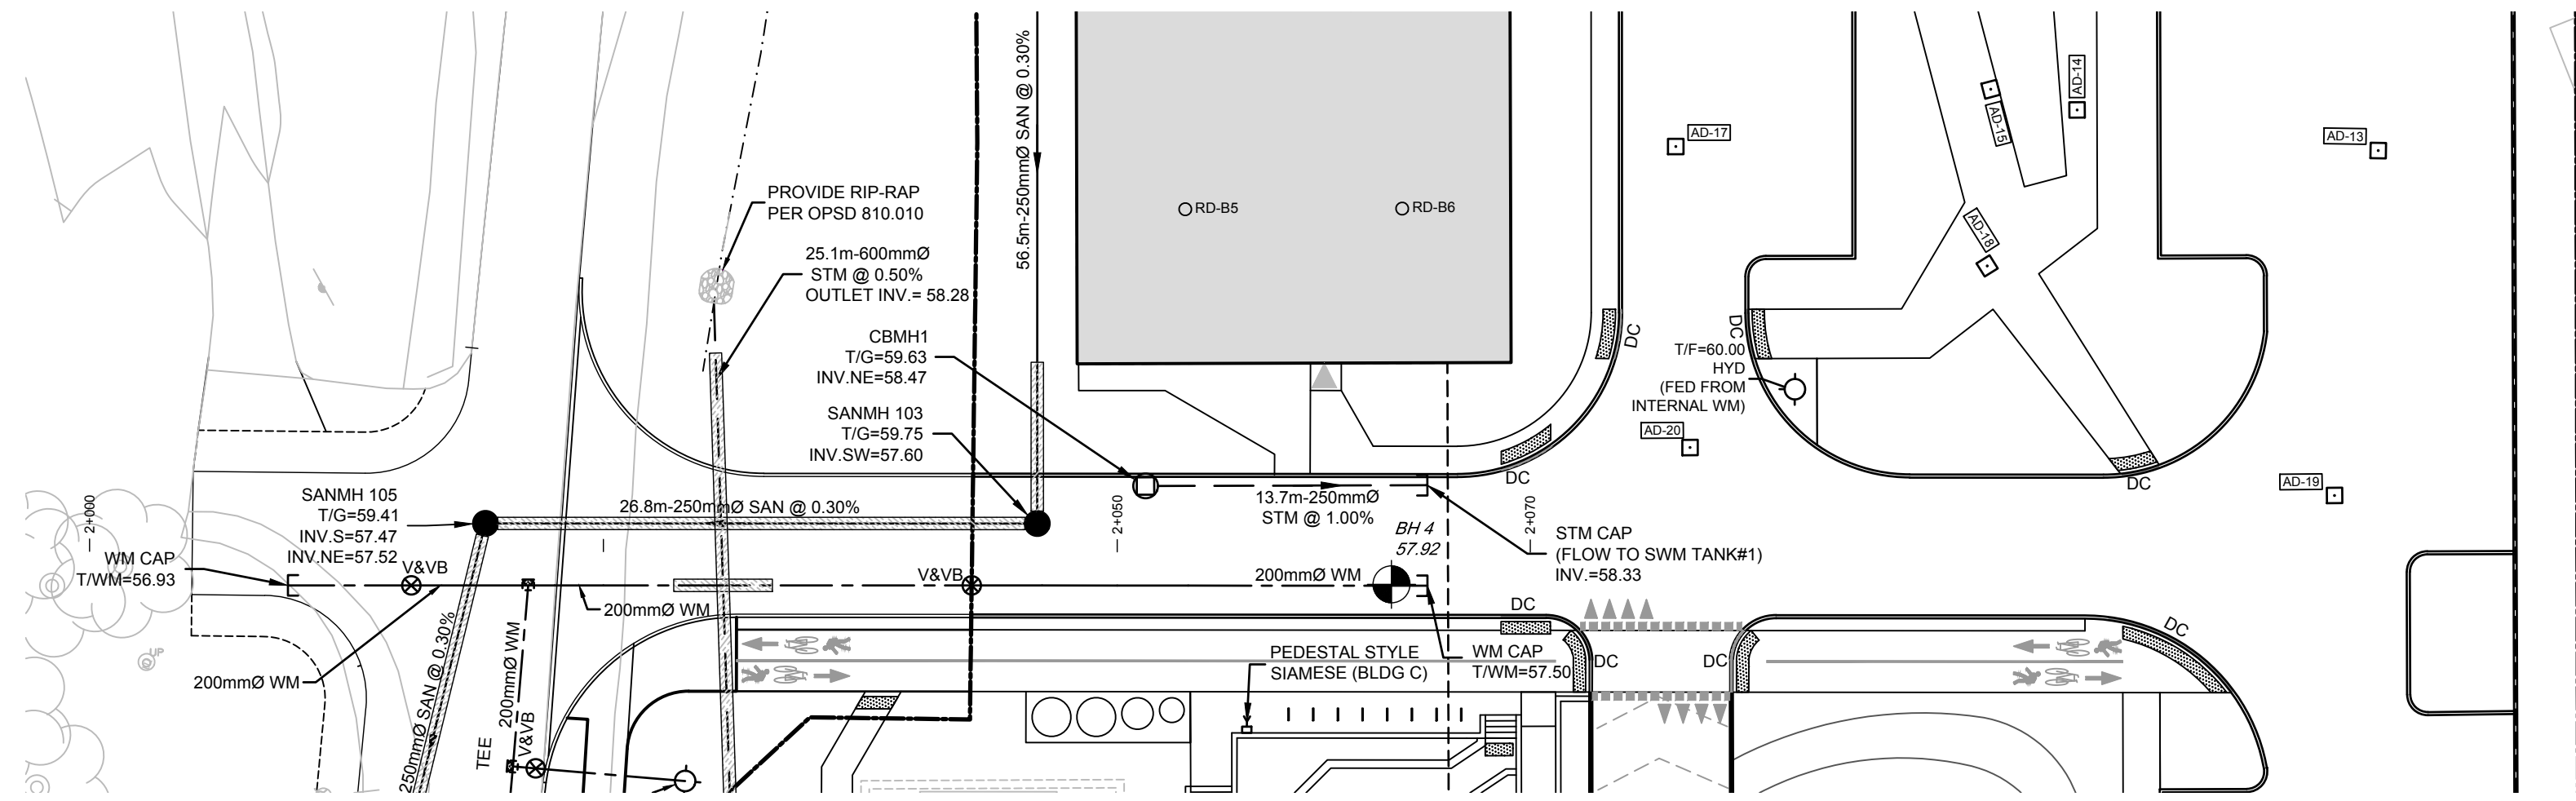 56.5m-250mmØ SAN @ 0.30%
AD-14
AD-15
AD-17
AD-13
PROVIDE RIP-RAP
PER OPSD 810.010
RD-B5
RD-B6
AD-18
25.1m-600mmØ
STM @ 0.50%
OUTLET INV.= 58.28
CBMH1
T/G=59.63
INV.NE=58.47
DC
DC
T/F=60.00
HYD
(FED FROM
INTERNAL WM)
SANMH 103
T/G=59.75
INV.SW=57.60
AD-20
DC
DC
AD-19
2+000
SANMH 105
T/G=59.41
INV.S=57.47
INV.NE=57.52
26.8m-250mmØ SAN @ 0.30%
2+050
13.7m-250mmØ
STM @ 1.00%
2+070
BH 4
57.92
STM CAP
(FLOW TO SWM TANK#1)
INV.=58.33
WM CAP
T/WM=56.93
V&VB
V&VB
200mmØ WM
200mmØ WM
DC
DC
UP
250mmØ SAN @ 0.30%
200mmØ WM
PEDESTAL STYLE
SIAMESE (BLDG C)
WM CAP
T/WM=57.50
DC
DC
200mmØ WM
TEE
V&VB